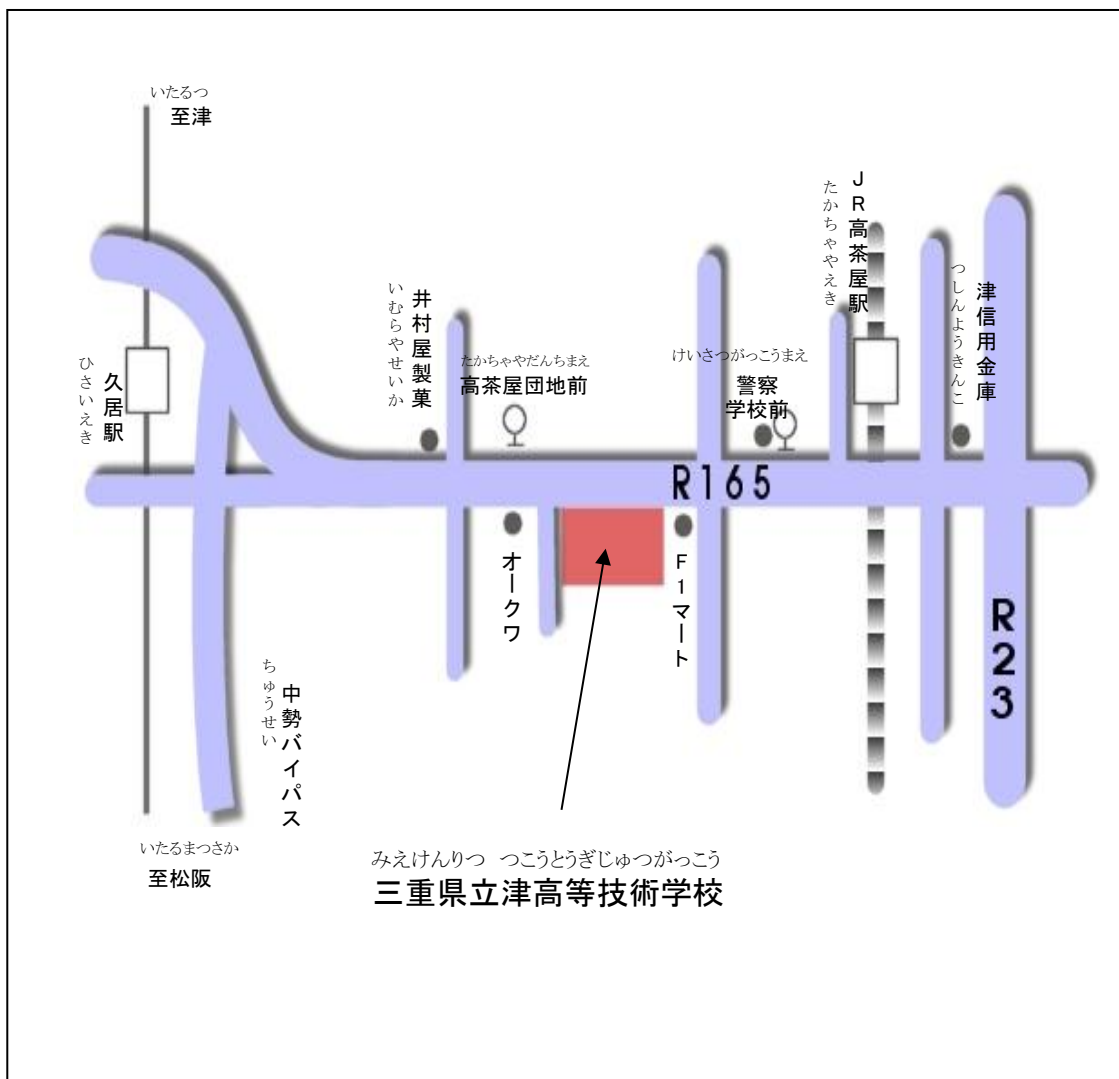 いたるつ
至津
ひさいえき
久居駅
いむらやせいか
井村屋製菓
たかちゃやだんちまえ
高茶屋団地前
けいさつがっこうまえ
警察
学校前
たかちゃやえき
JR高茶屋駅
つしんようきんこ
津信用金庫
R165
オークワ
F1マート
R23
ちゅうせい
中勢バイパス
いたるまつさか
至松阪
みえけんりつ つこうとうぎじゅつがっこう
三重県立津高等技術学校